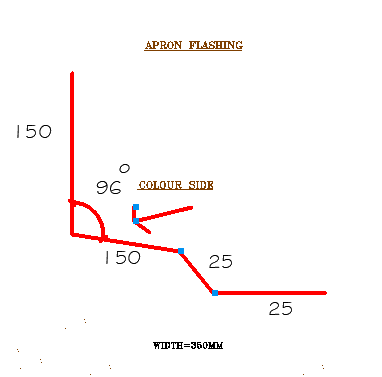 APRON FLASHING
150
96°
COLOUR SIDE
150
25
25
WIDTH=350MM